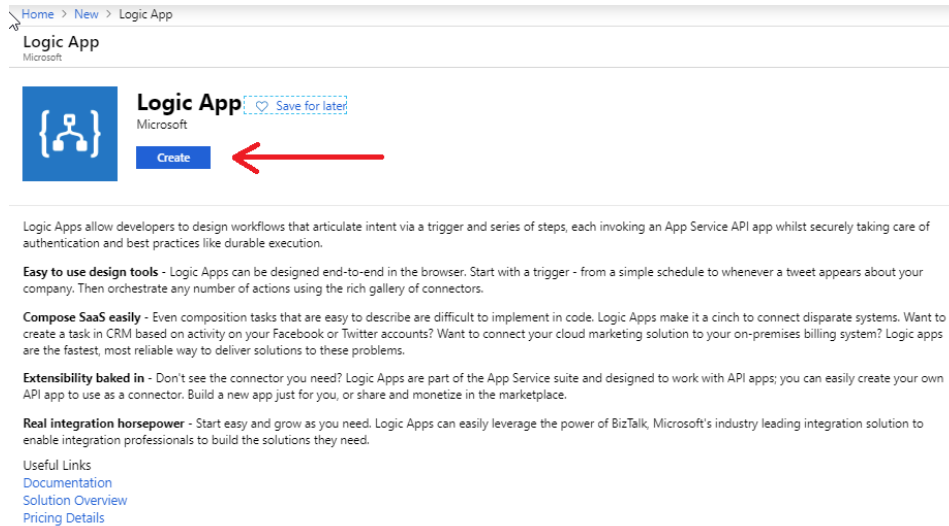 Home > New > Logic App
Logic App
Microsoft
Logic App
Save for later
Microsoft
Create
Logic Apps allow developers to design workflows that articulate intent via a trigger and series of steps, each invoking an App Service API app whilst securely taking care of
authentication and best practices like durable execution.
Easy to use design tools - Logic Apps can be designed end-to-end in the browser. Start with a trigger - from a simple schedule to whenever a tweet appears about your
company. Then orchestrate any number of actions using the rich gallery of connectors.
Compose SaaS easily - Even composition tasks that are easy to describe are difficult to implement in code. Logic Apps make it a cinch to connect disparate systems. Want to
create a task in CRM based on activity on your Facebook or Twitter accounts? Want to connect your cloud marketing solution to your on-premises billing system? Logic apps
are the fastest, most reliable way to deliver solutions to these problems.
Extensibility baked in - Don't see the connector you need? Logic Apps are part of the App Service suite and designed to work with API apps; you can easily create your own
API app to use as a connector. Build a new app just for you, or share and monetize in the marketplace.
Real integration horsepower - Start easy and grow as you need. Logic Apps can easily leverage the power of BizTalk, Microsoft's industry leading integration solution to
enable integration professionals to build the solutions they need.
Useful Links
Documentation
Solution Overview
Pricing Details